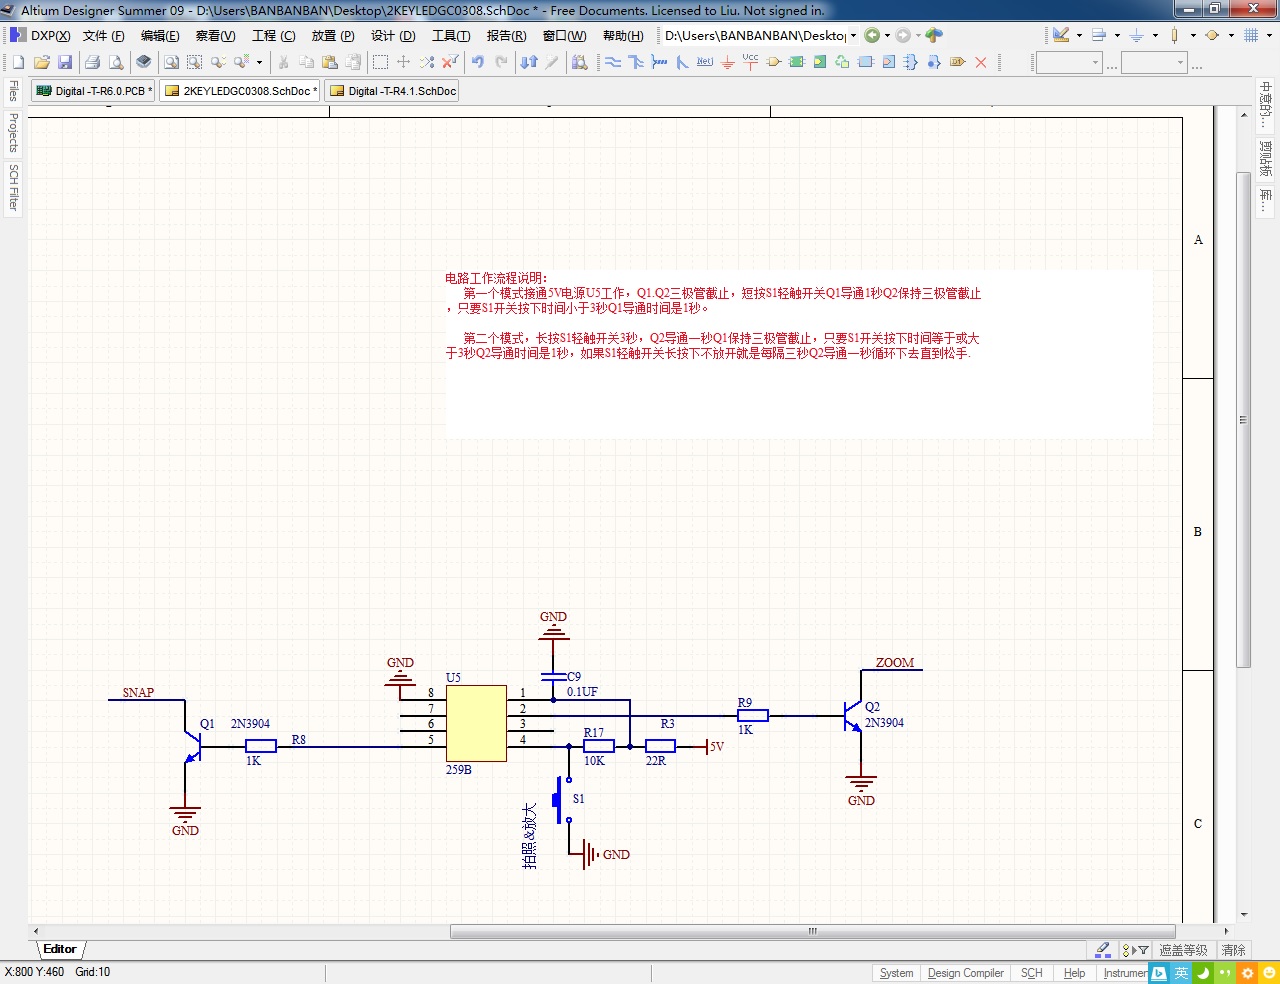 Altium Designer Summer 09 - D:\Users\BANBANBAN\Desktop\2KEYLEDGC0308.SchDoc * - Free Documents. Licensed to Liu. Not signed in.
DXP(X) 文件 (F) 编辑(E) 察看(V) 工程 (C) 放置 (P) 设计 (D) 工具(T) 报告(R) 窗口(W) 帮助(H) D:\Users\BANBANBAN\Desktop
Digital -T-R6.0.PCB * 2KEYLEDGC0308.SchDoc * Digital -T-R4.1.SchDoc
Files
Projects
SCH Filter
中意的...
剪贴板
库...
A
B
C
电路工作流程说明：
第一个模式接通5V电源U5工作，Q1.Q2三极管截止，短按S1轻触开关Q1导通1秒Q2保持三极管截止
，只要S1开关按下时间小于3秒Q1导通时间是1秒。
第二个模式，长按S1轻触开关3秒，Q2导通一秒Q1保持三极管截止，只要S1开关按下时间等于或大
于3秒Q2导通时间是1秒，如果S1轻触开关长按下不放开就是每隔三秒Q2导通一秒循环下去直到松手.
GND
GND
U5
C9
0.1UF
ZOOM
SNAP
8 1
7 2
6 3
5 4
Q1 2N3904
R8
1K
259B
R17
10K
R3
22R
5V
R9
1K
Q2
2N3904
GND
GND
S1
拍照&放大
GND
Editor
遮盖等级 清除
X:800 Y:460 Grid:10
System Design Compiler SCH Help Instrumen
英